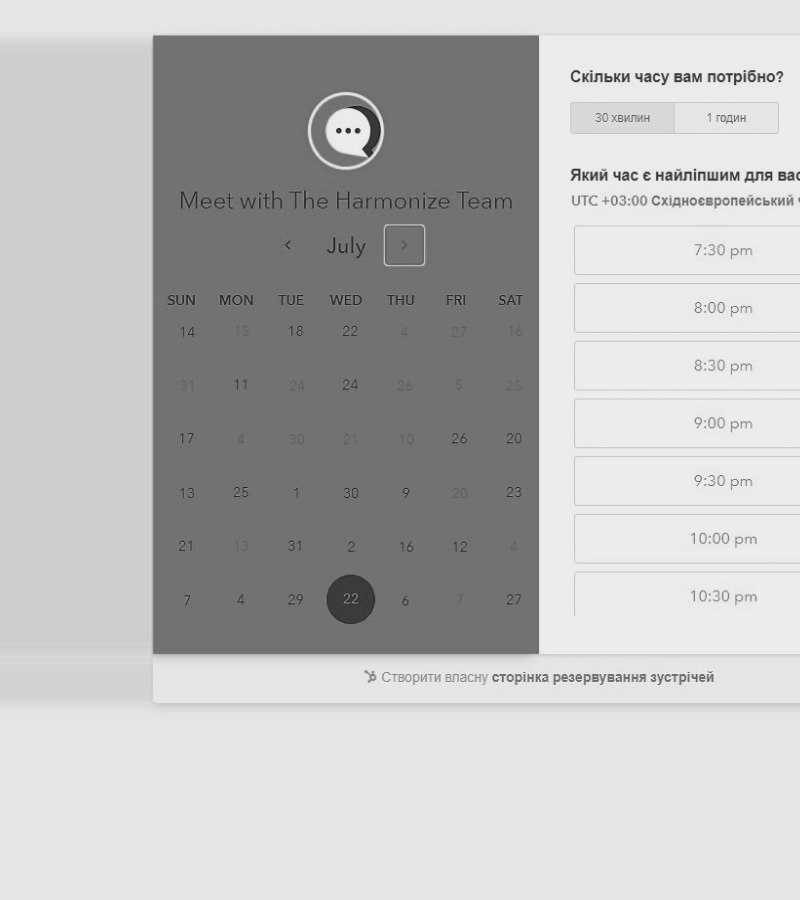 Meet with The Harmonize Team
July
SUN MON TUE WED THU FRI SAT
14 15 18 22 4 27 16
31 11 24 24 26 5 25
17 4 30 21 10 26 20
13 25 1 30 9 20 23
21 13 31 2 16 12 4
7 4 29 22 6 7 27
Скільки часу вам потрібно?
30 хвилин 1 годин
Який час є найліпшим для
UTC +03:00 Східноєвропейський
7:30 pm
8:00 pm
8:30 pm
9:00 pm
9:30 pm
10:00 pm
10:30 pm
Створити власну сторінка резервування зустрічей